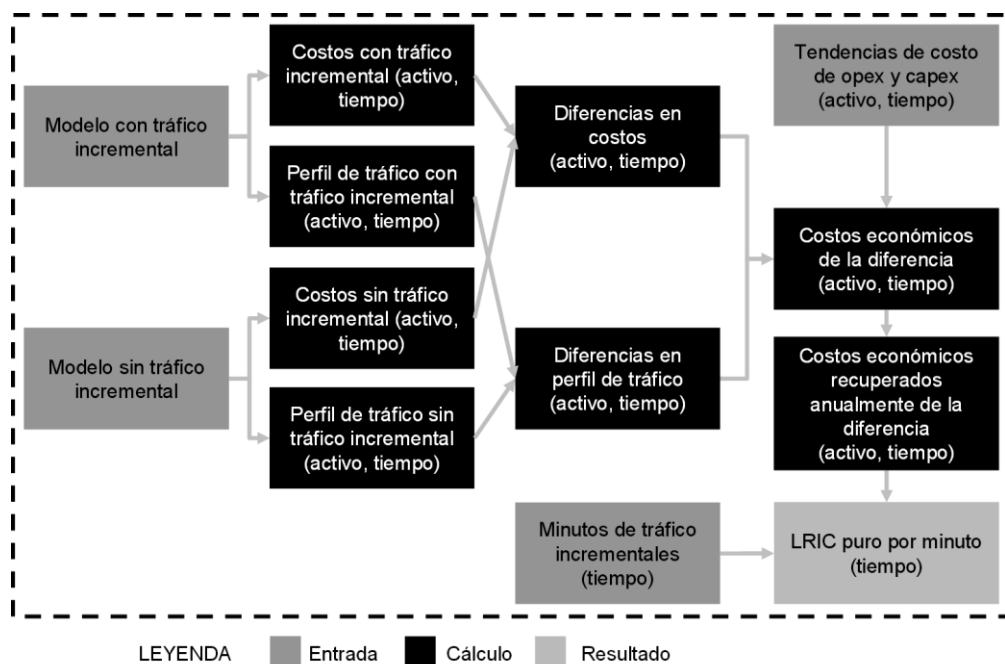 Modelo con tráfico
incremental
Modelo sin tráfico
incremental
Costos con tráfico
incremental (activo,
tiempo)
Perfil de tráfico con
tráfico incremental
(activo, tiempo)
Costos sin tráfico
incremental (activo,
tiempo)
Perfil de tráfico sin
tráfico incremental
(activo, tiempo)
Diferencias en
costos
(activo, tiempo)
Diferencias en
perfil de tráfico
(activo, tiempo)
Minutos de tráfico
incrementales
(tiempo)
Tendencias de costo
de opex y capex
(activo, tiempo)
Costos económicos
de la diferencia
(activo, tiempo)
Costos económicos
recuperados
anualmente de la
diferencia
(activo, tiempo)
LRIC puro por minuto
(tiempo)
LEYENDA
Entrada
Cálculo
Resultado